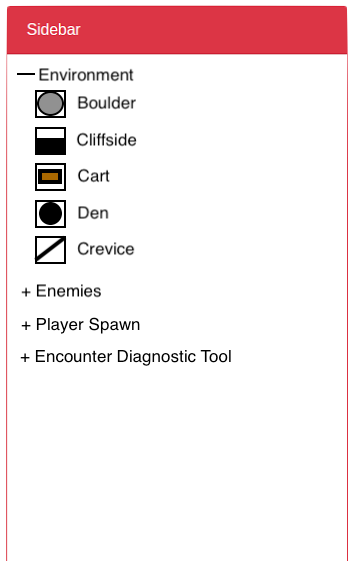 Sidebar
— Environment
Boulder
Cliffside
Cart
Den
Crevice
+ Enemies
+ Player Spawn
+ Encounter Diagnostic Tool